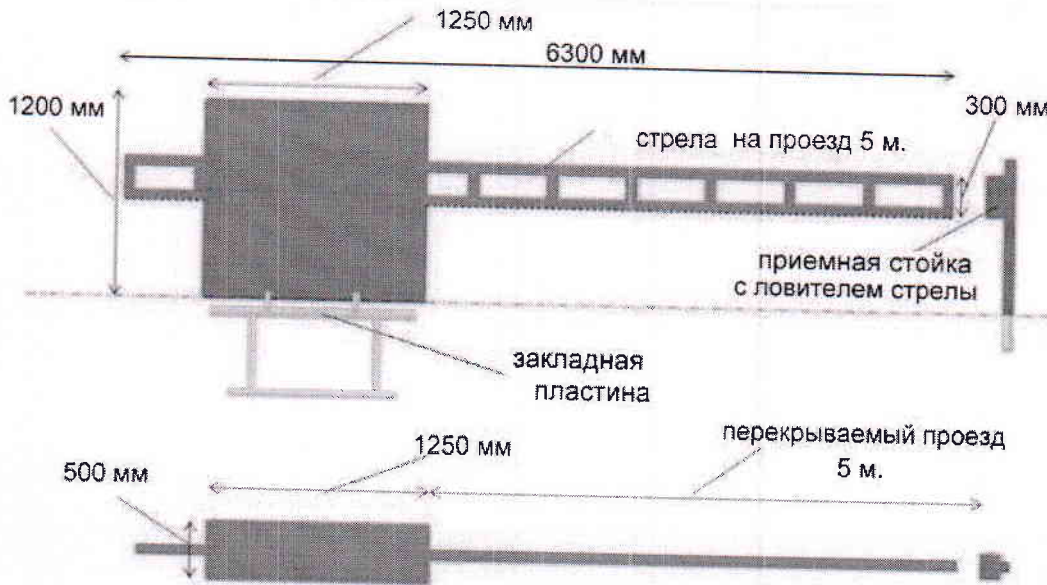 1250 мм
6300 мм
1200 мм
300 мм
стрела на проезд 5 м.
приемная стойка
с ловителем стрелы
закладная
пластина
500 мм
1250 мм
перекрываемый проезд
5 м.